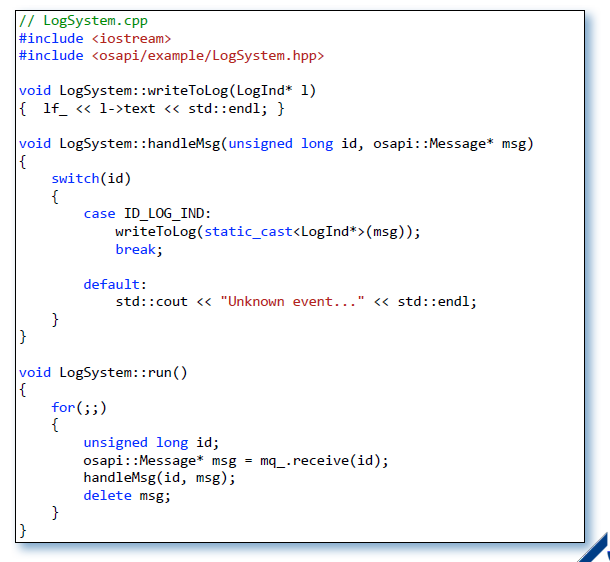 // LogSystem.cpp
#include <iostream>
#include <osapi/example/LogSystem.hpp>

void LogSystem::writeToLog(LogInd* l)
{  lf_ << l->text << std::endl; }

void LogSystem::handleMsg(unsigned long id, osapi::Message* msg)
{
    switch(id)
    {
        case ID_LOG_IND:
            writeToLog(static_cast<LogInd*>(msg));
            break;

        default:
            std::cout << "Unknown event..." << std::endl;
    }
}

void LogSystem::run()
{
    for(;;)
    {
        unsigned long id;
        osapi::Message* msg = mq_.receive(id);
        handleMsg(id, msg);
        delete msg;
    }
}